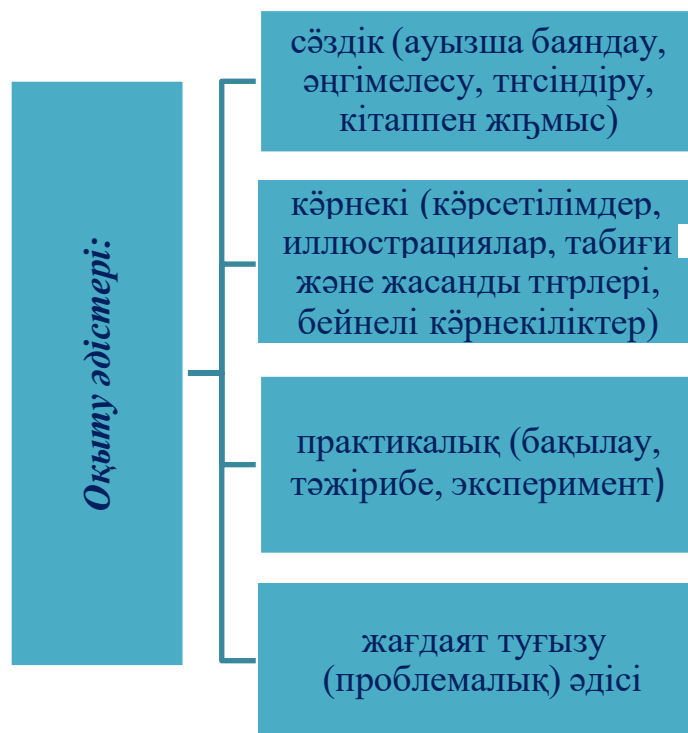 Оқыту әдістері:
сӛздік (ауызша баяндау,
әңгімелесу, тҥсіндіру,
кітаппен жҧмыс)
кӛрнекі (кӛрсетілімдер,
иллюстрациялар, табиғи
және жасанды тҥрлері,
бейнелі кӛрнекіліктер)
практикалық (бақылау,
тәжірибе, эксперимент)
жағдаят туғызу
(проблемалық) әдісі